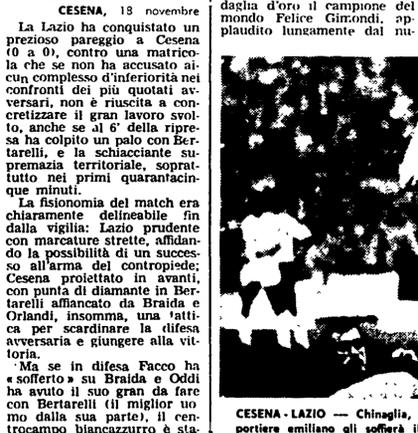 CESENA, 18 novembre
La Lazio ha conquistato un
prezioso pareggio a Cesena
(0 a 0), contro una matrico-
la che se non ha accusato al-
cun complesso d'inferiorità nei
confronti dei più quotati av-
versari, non è riuscita a con-
cretizzare il gran lavoro svol-
to, anche se al 6' della ripre-
sa ha colpito un palo con Ber-
tarelli, e la schiacciante su-
premazia territoriale, soprat-
tutto nei primi quarantacin-
que minuti.
La fisionomia del match era
chiaramente delineabile fin
dalla vigilia: Lazio prudente
con marcature strette, affidan-
do la possibilità di un succes-
so all'arma del contropiede;
Cesena proiettato in avanti,
con punta di diamante in Ber-
tarelli affiancato da Braida e
Orlandi, insomma, una tatti-
ca per scardinare la difesa
avversaria e giungere alla vit-
toria.
Ma se in difesa Facco ha
« sofferto » su Braida e Oddi
ha avuto il suo gran da fare
con Bertarelli (il miglior uo-
mo dalla sua parte), il cen-
trocampo biancazzurro è sta-
daglia d'oro il campione del
mondo Felice Gimondi, ap-
plaudito lungamente dal nu-
CESENA - LAZIO — Chinaglia,
portiere emiliano gli soffierà il